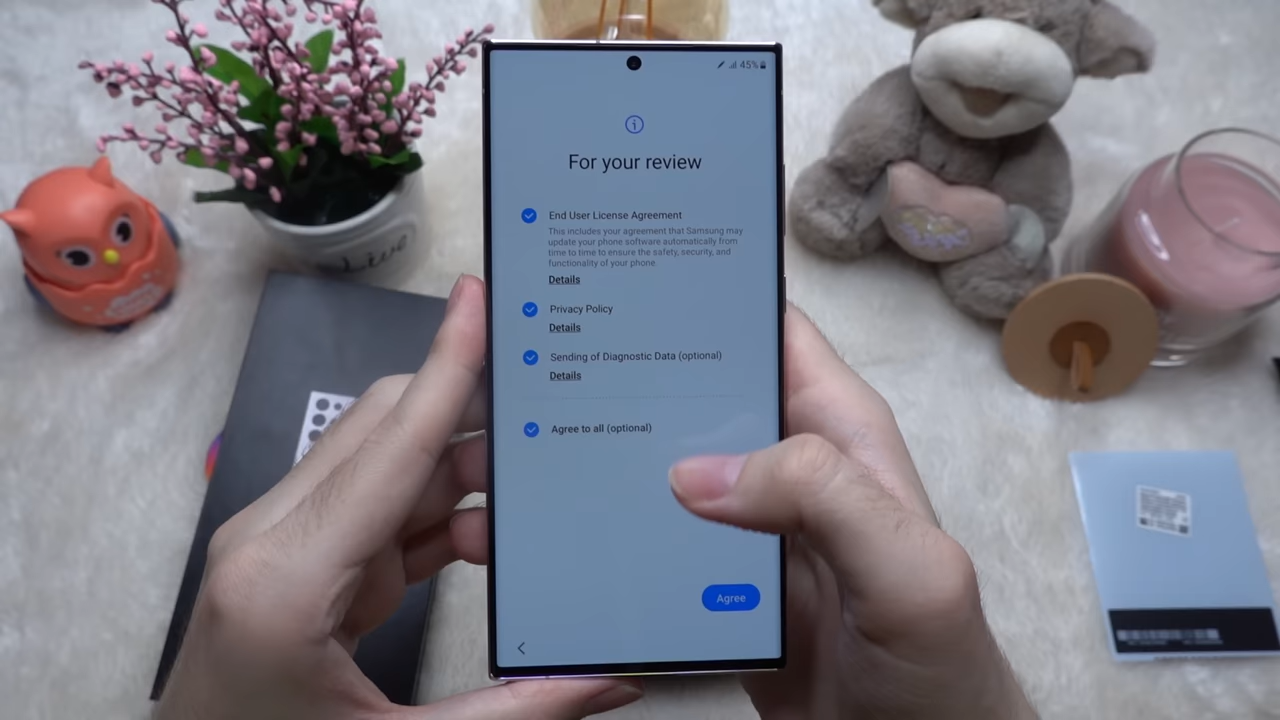 45%
For your review
End User License Agreement
This includes your agreement that Samsung may
update your phone software automatically from
time to time to ensure the safety, security, and
functionality of your phone.
Details
Privacy Policy
Details
Sending of Diagnostic Data (optional)
Details
Agree to all (optional)
Agree
Live